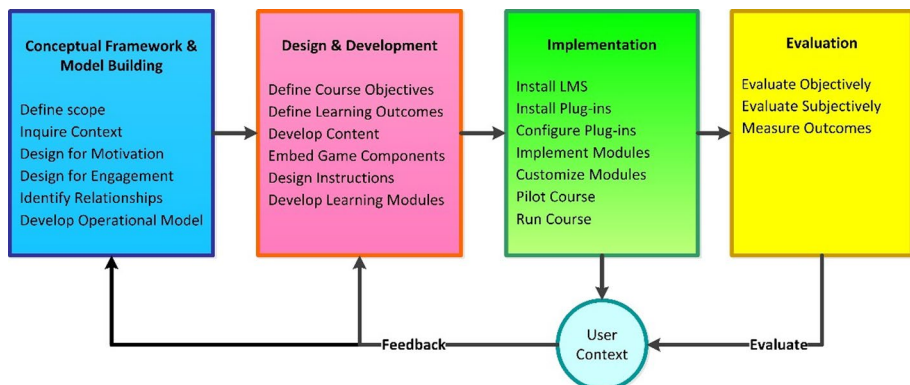 Conceptual Framework &
Model Building
Define scope
Inquire Context
Design for Motivation
Design for Engagement
Identify Relationships
Develop Operational Model
Design & Development
Define Course Objectives
Define Learning Outcomes
Develop Content
Embed Game Components
Design Instructions
Develop Learning Modules
Implementation
Install LMS
Install Plug-ins
Configure Plug-ins
Implement Modules
Customize Modules
Pilot Course
Run Course
Evaluation
Evaluate Objectively
Evaluate Subjectively
Measure Outcomes
Feedback
User
Context
Evaluate